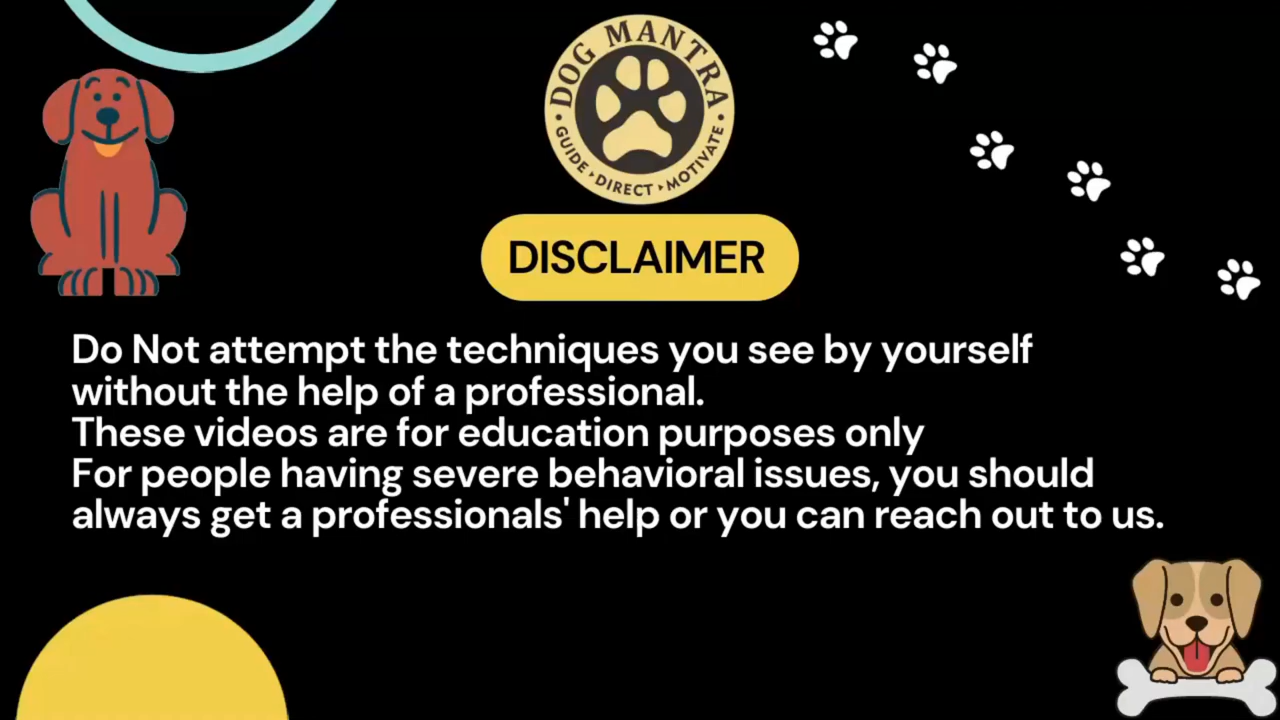 DOG MANTRA
GUIDE DIRECT MOTIVATE
DISCLAIMER
Do Not attempt the techniques you see by yourself
without the help of a professional.
These videos are for education purposes only
For people having severe behavioral issues, you should
always get a professionals' help or you can reach out to us.